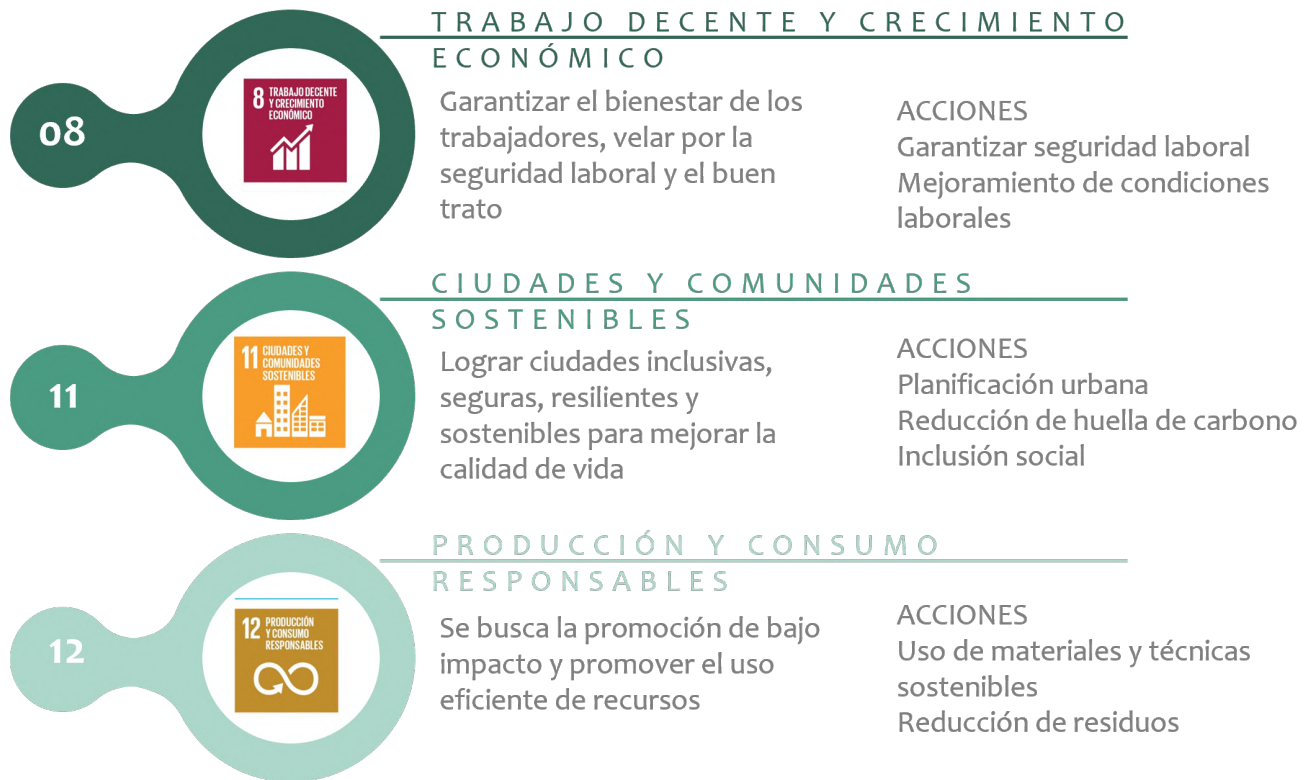 08
8 TRABAJO DECENTE
Y CRECIMIENTO
ECONÓMICO
TRABAJO DECENTE Y CRECIMIENTO
ECONÓMICO
Garantizar el bienestar de los
trabajadores, velar por la
seguridad laboral y el buen
trato
ACCIONES
Garantizar seguridad laboral
Mejoramiento de condiciones
laborales
11
11 CIUDADES Y
COMUNIDADES
SOSTENIBLES
CIUDADES Y COMUNIDADES
SOSTENIBLES
Lograr ciudades inclusivas,
seguras, resilientes y
sostenibles para mejorar la
calidad de vida
ACCIONES
Planificación urbana
Reducción de huella de carbono
Inclusión social
12
12 PRODUCCIÓN
Y CONSUMO
RESPONSABLES
PRODUCCIÓN Y CONSUMO
RESPONSABLES
Se busca la promoción de bajo
impacto y promover el uso
eficiente de recursos
ACCIONES
Uso de materiales y técnicas
sostenibles
Reducción de residuos